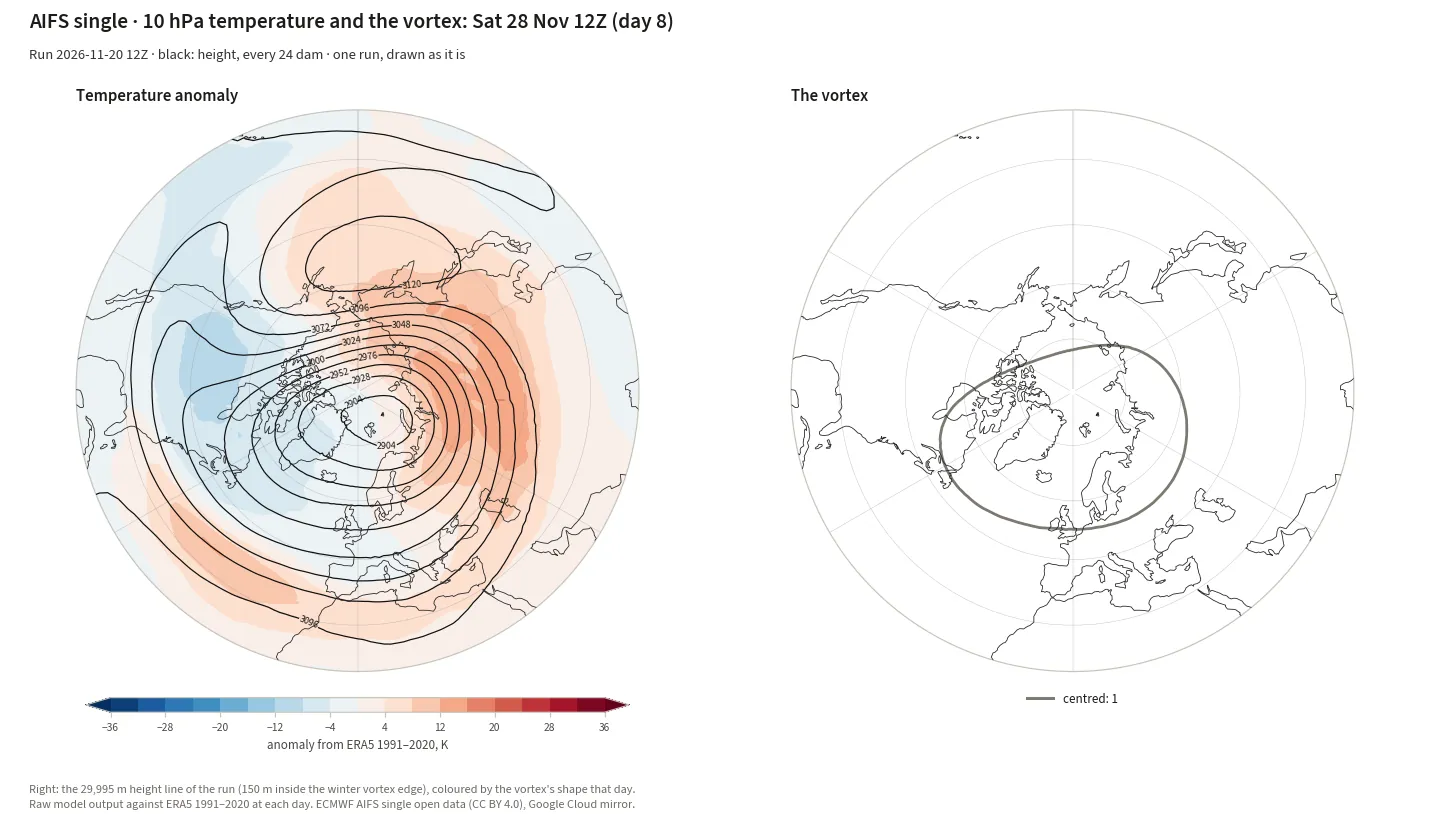 AIFS single · 10 hPa temperature and the vortex: Sat 28 Nov 12Z (day 8)
Run 2026-11-20 12Z · black: height, every 24 dam · one run, drawn as it is
Temperature anomaly
The vortex
3120
3096
3072
3048
3024
3000
2976
2952
2928
2904
2904
3096
centred: 1
−36 −28 −20 −12 −4 4 12 20 28 36
anomaly from ERA5 1991–2020, K
Right: the 29,995 m height line of the run (150 m inside the winter vortex edge), coloured by the vortex's shape that day.
Raw model output against ERA5 1991–2020 at each day. ECMWF AIFS single open data (CC BY 4.0), Google Cloud mirror.